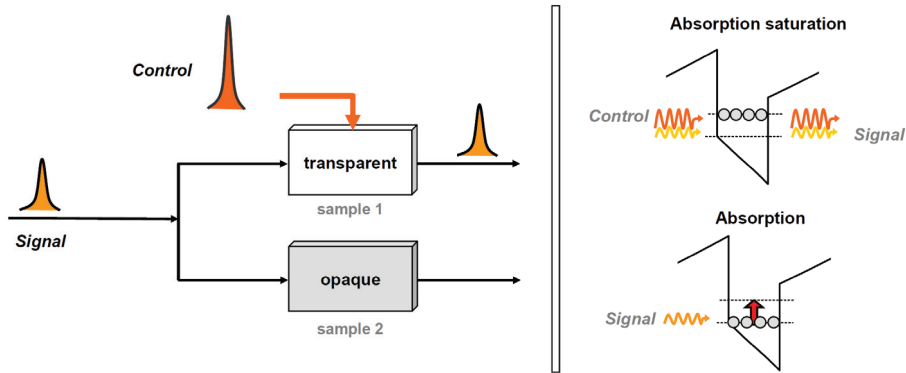 Control
transparent
sample 1
Signal
opaque
sample 2
Absorption saturation
Control
Signal
Absorption
Signal